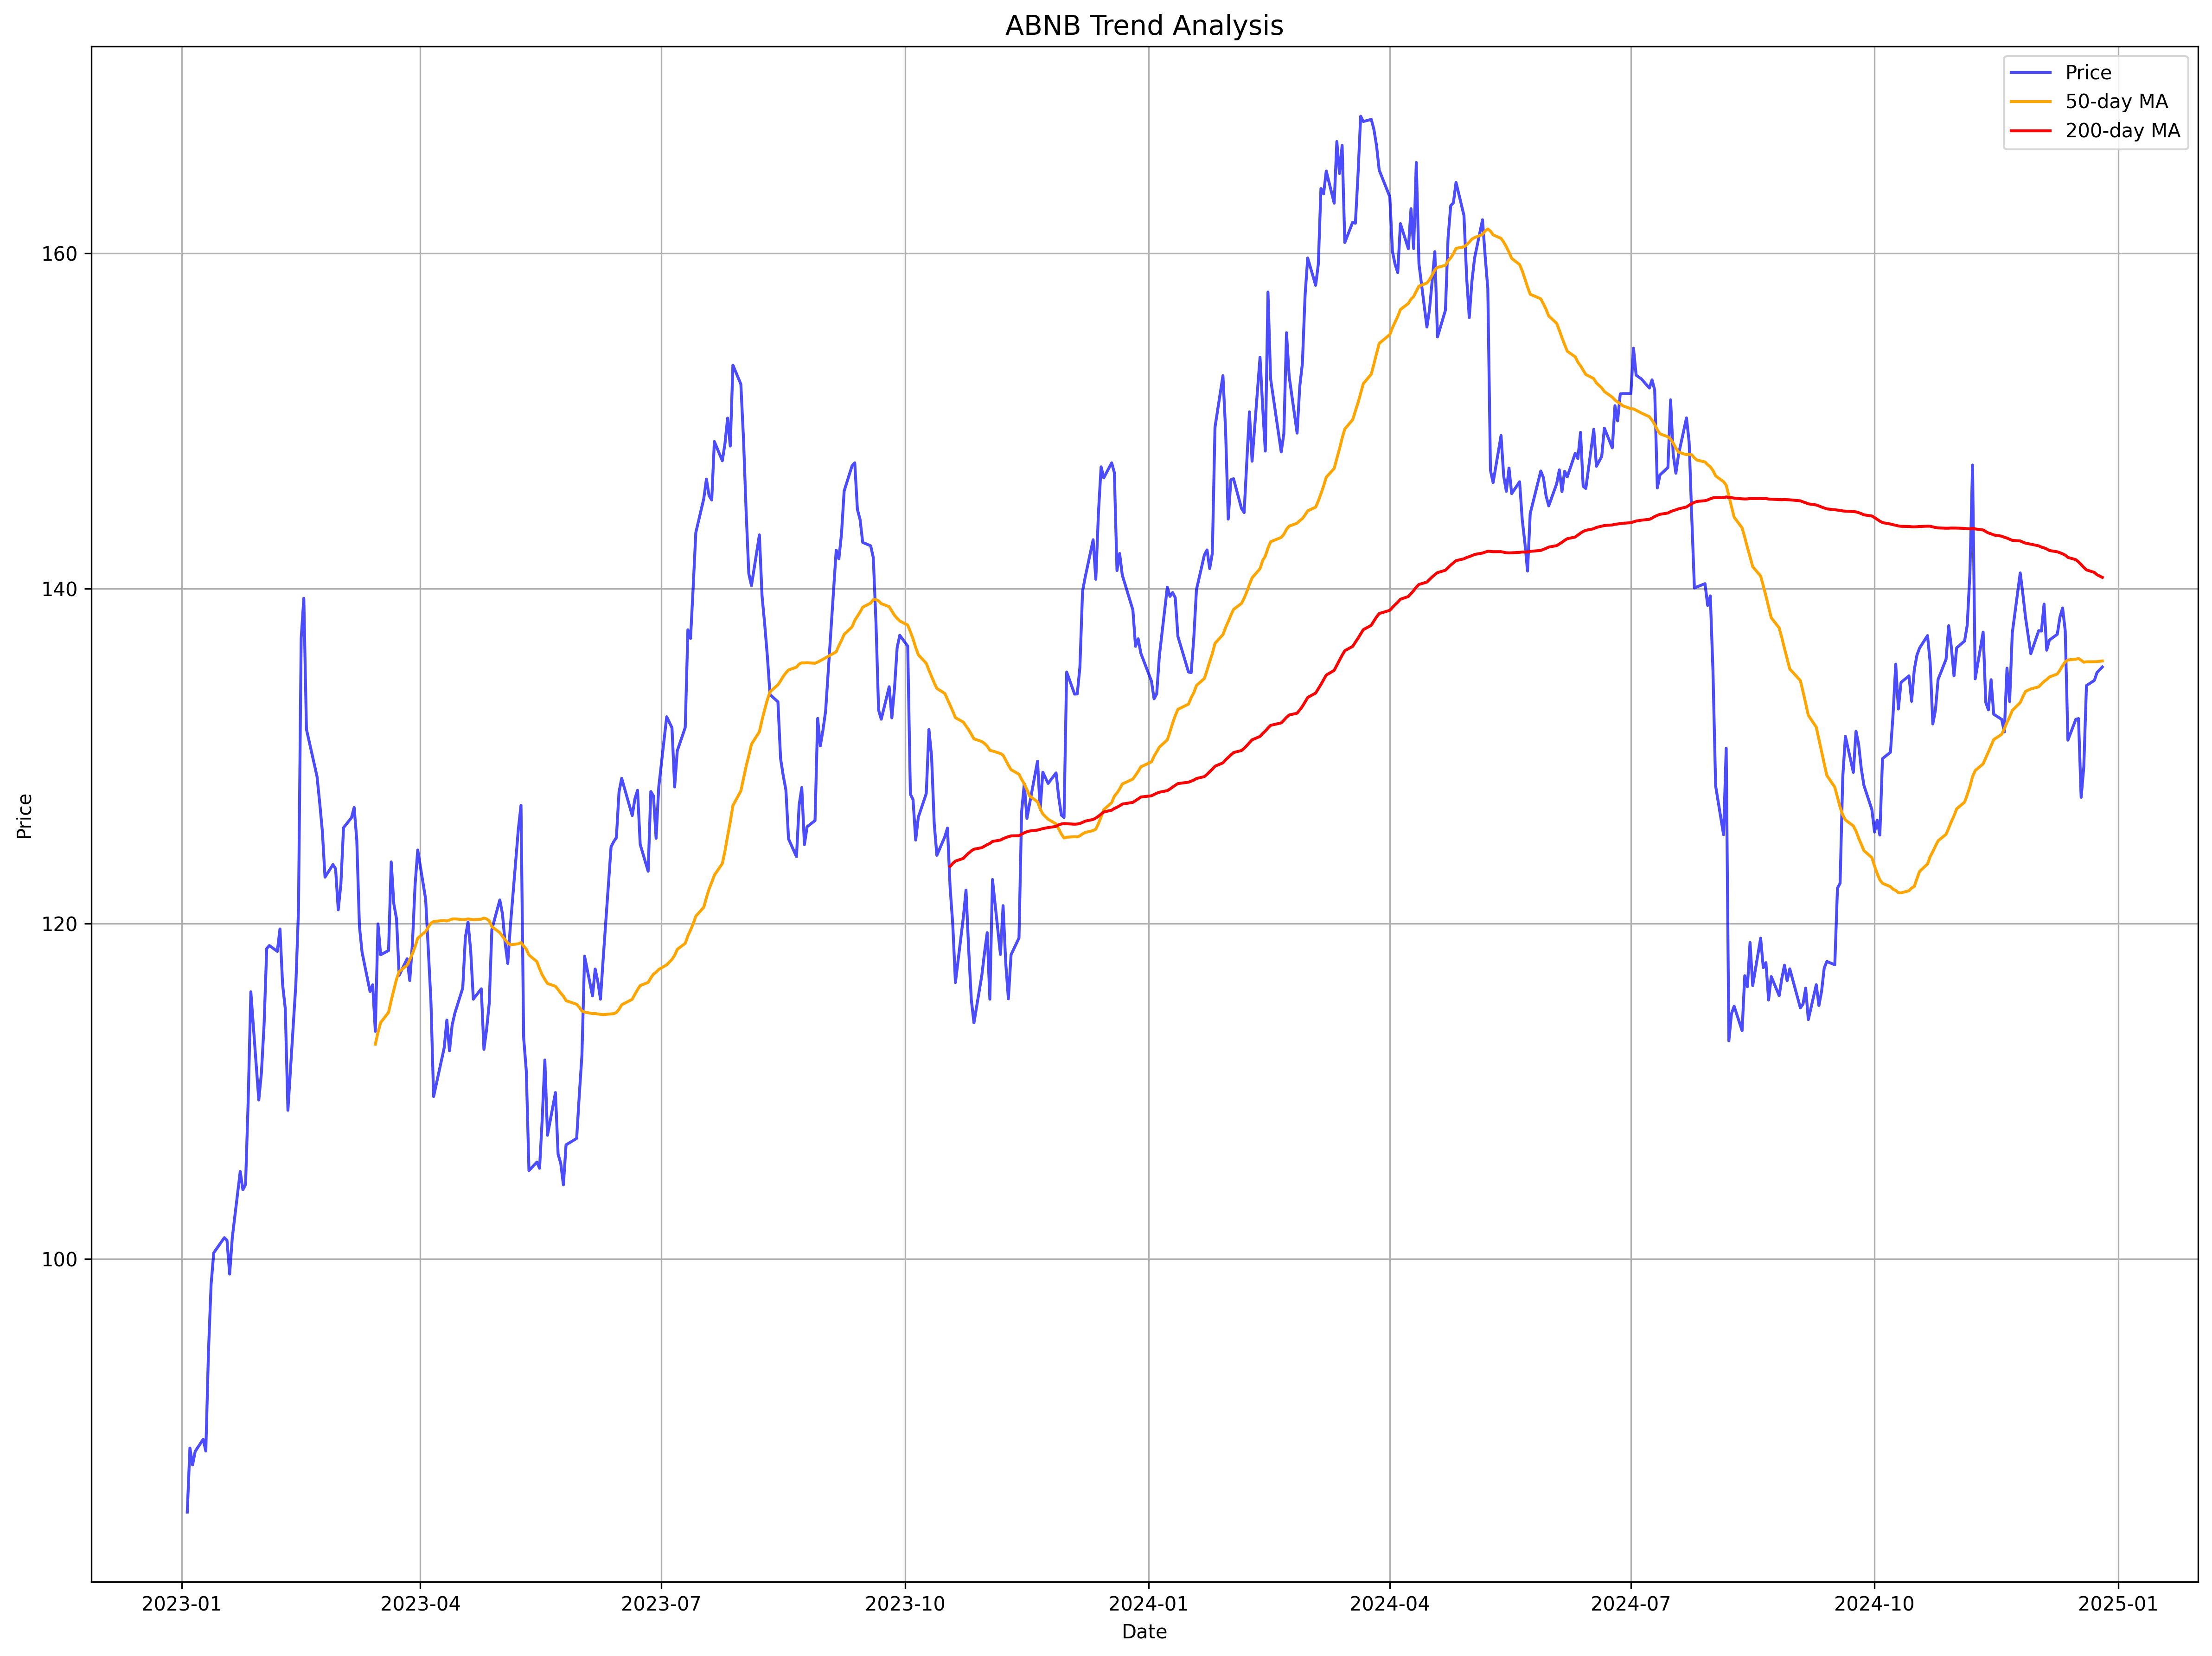 ABNB Trend Analysis
Price
50-day MA
200-day MA
160
140
120
100
Price
2023-01
2023-04
2023-07
2023-10
2024-01
2024-04
2024-07
2024-10
2025-01
Date